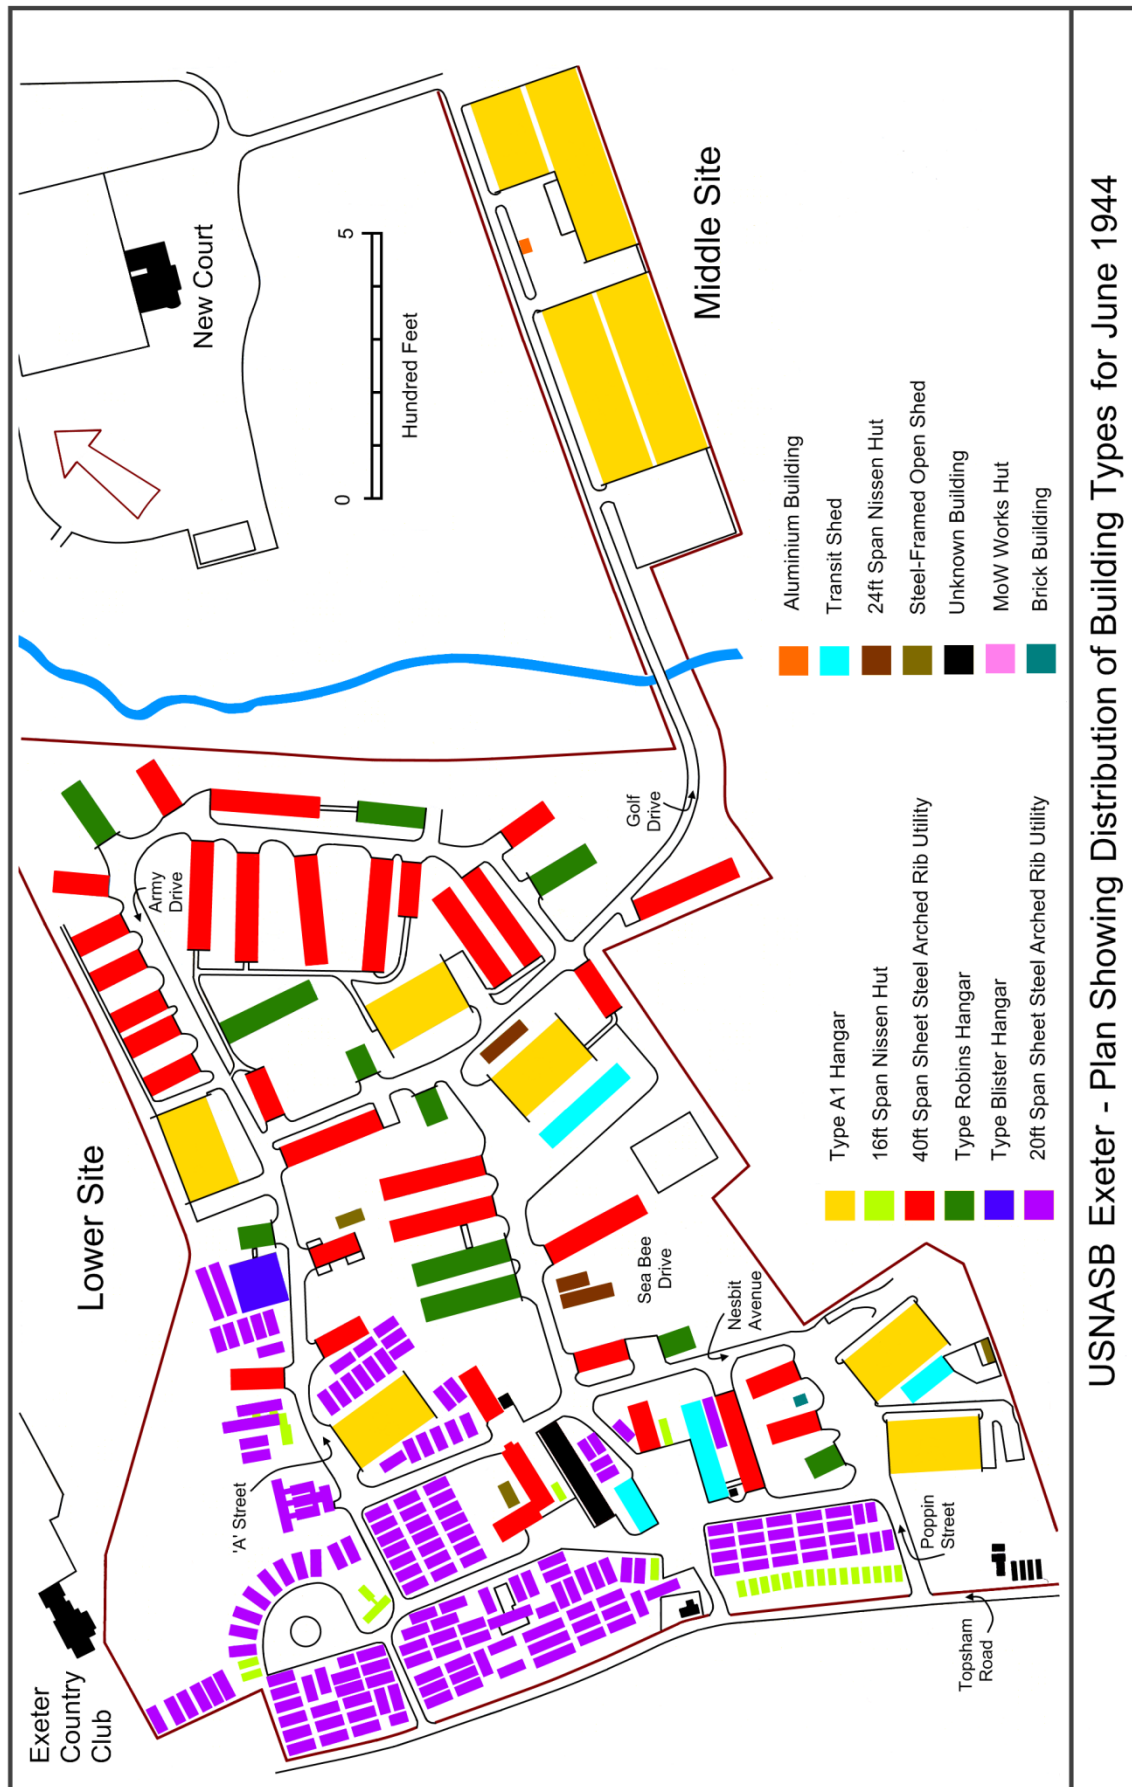 Exeter
Country
Club
Lower Site
'A' Street
Army
Drive
New Court
0
5
Hundred Feet
Middle Site
Golf
Drive
Sea Bee
Drive
Nesbit
Avenue
Poppin
Street
Topsham
Road
Type A1 Hangar
16ft Span Nissen Hut
40ft Span Sheet Steel Arched Rib Utility
Type Robins Hangar
Type Blister Hangar
20ft Span Sheet Steel Arched Rib Utility
Aluminium Building
Transit Shed
24ft Span Nissen Hut
Steel-Framed Open Shed
Unknown Building
MoW Works Hut
Brick Building
USNASB Exeter - Plan Showing Distribution of Building Types for June 1944